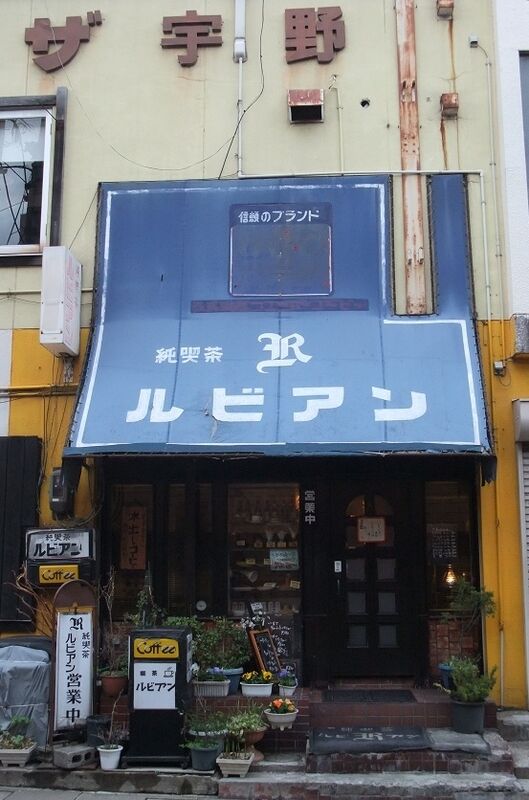 ザ 宇 野
信頼のブランド
R
純喫茶
ルビアン
営業中
純喫茶
ルビアン
Coffee
R
純喫茶
ルビアン営業中
Coffee
喫茶
ルビアン
R